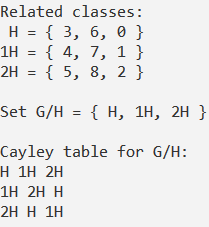 Related classes:
H = { 3, 6, 0 }
1H = { 4, 7, 1 }
2H = { 5, 8, 2 }
Set G/H = { H, 1H, 2H }
Cayley table for G/H:
H 1H 2H
1H 2H H
2H H 1H